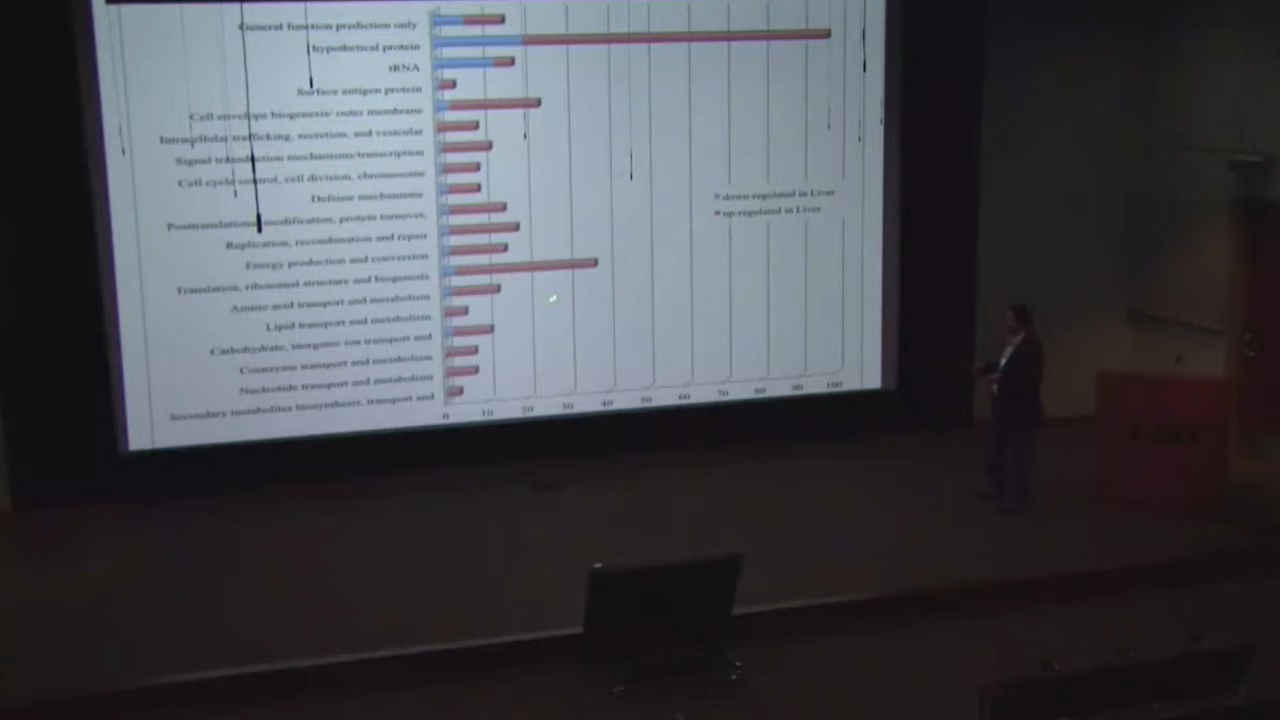 General function prediction only
hypothetical protein
tRNA
Surface antigen protein
Cell envelope biogenesis/ outer membrane
Intracellular trafficking, secretion, and vesicular
Signal transduction mechanisms/transcription
Cell cycle control, cell division, chromosome
Defense mechanisms
Posttranslational modification, protein turnover,
Replication, recombination and repair
Energy production and conversion
Translation, ribosomal structure and biogenesis
Amino acid transport and metabolism
Lipid transport and metabolism
Carbohydrate, inorganic ion transport and
Coenzyme transport and metabolism
Nucleotide transport and metabolism
Secondary metabolites biosynthesis, transport and
0 10 20 30 40 50 60 70 80 90 100
down-regulated in Liver
up-regulated in Liver